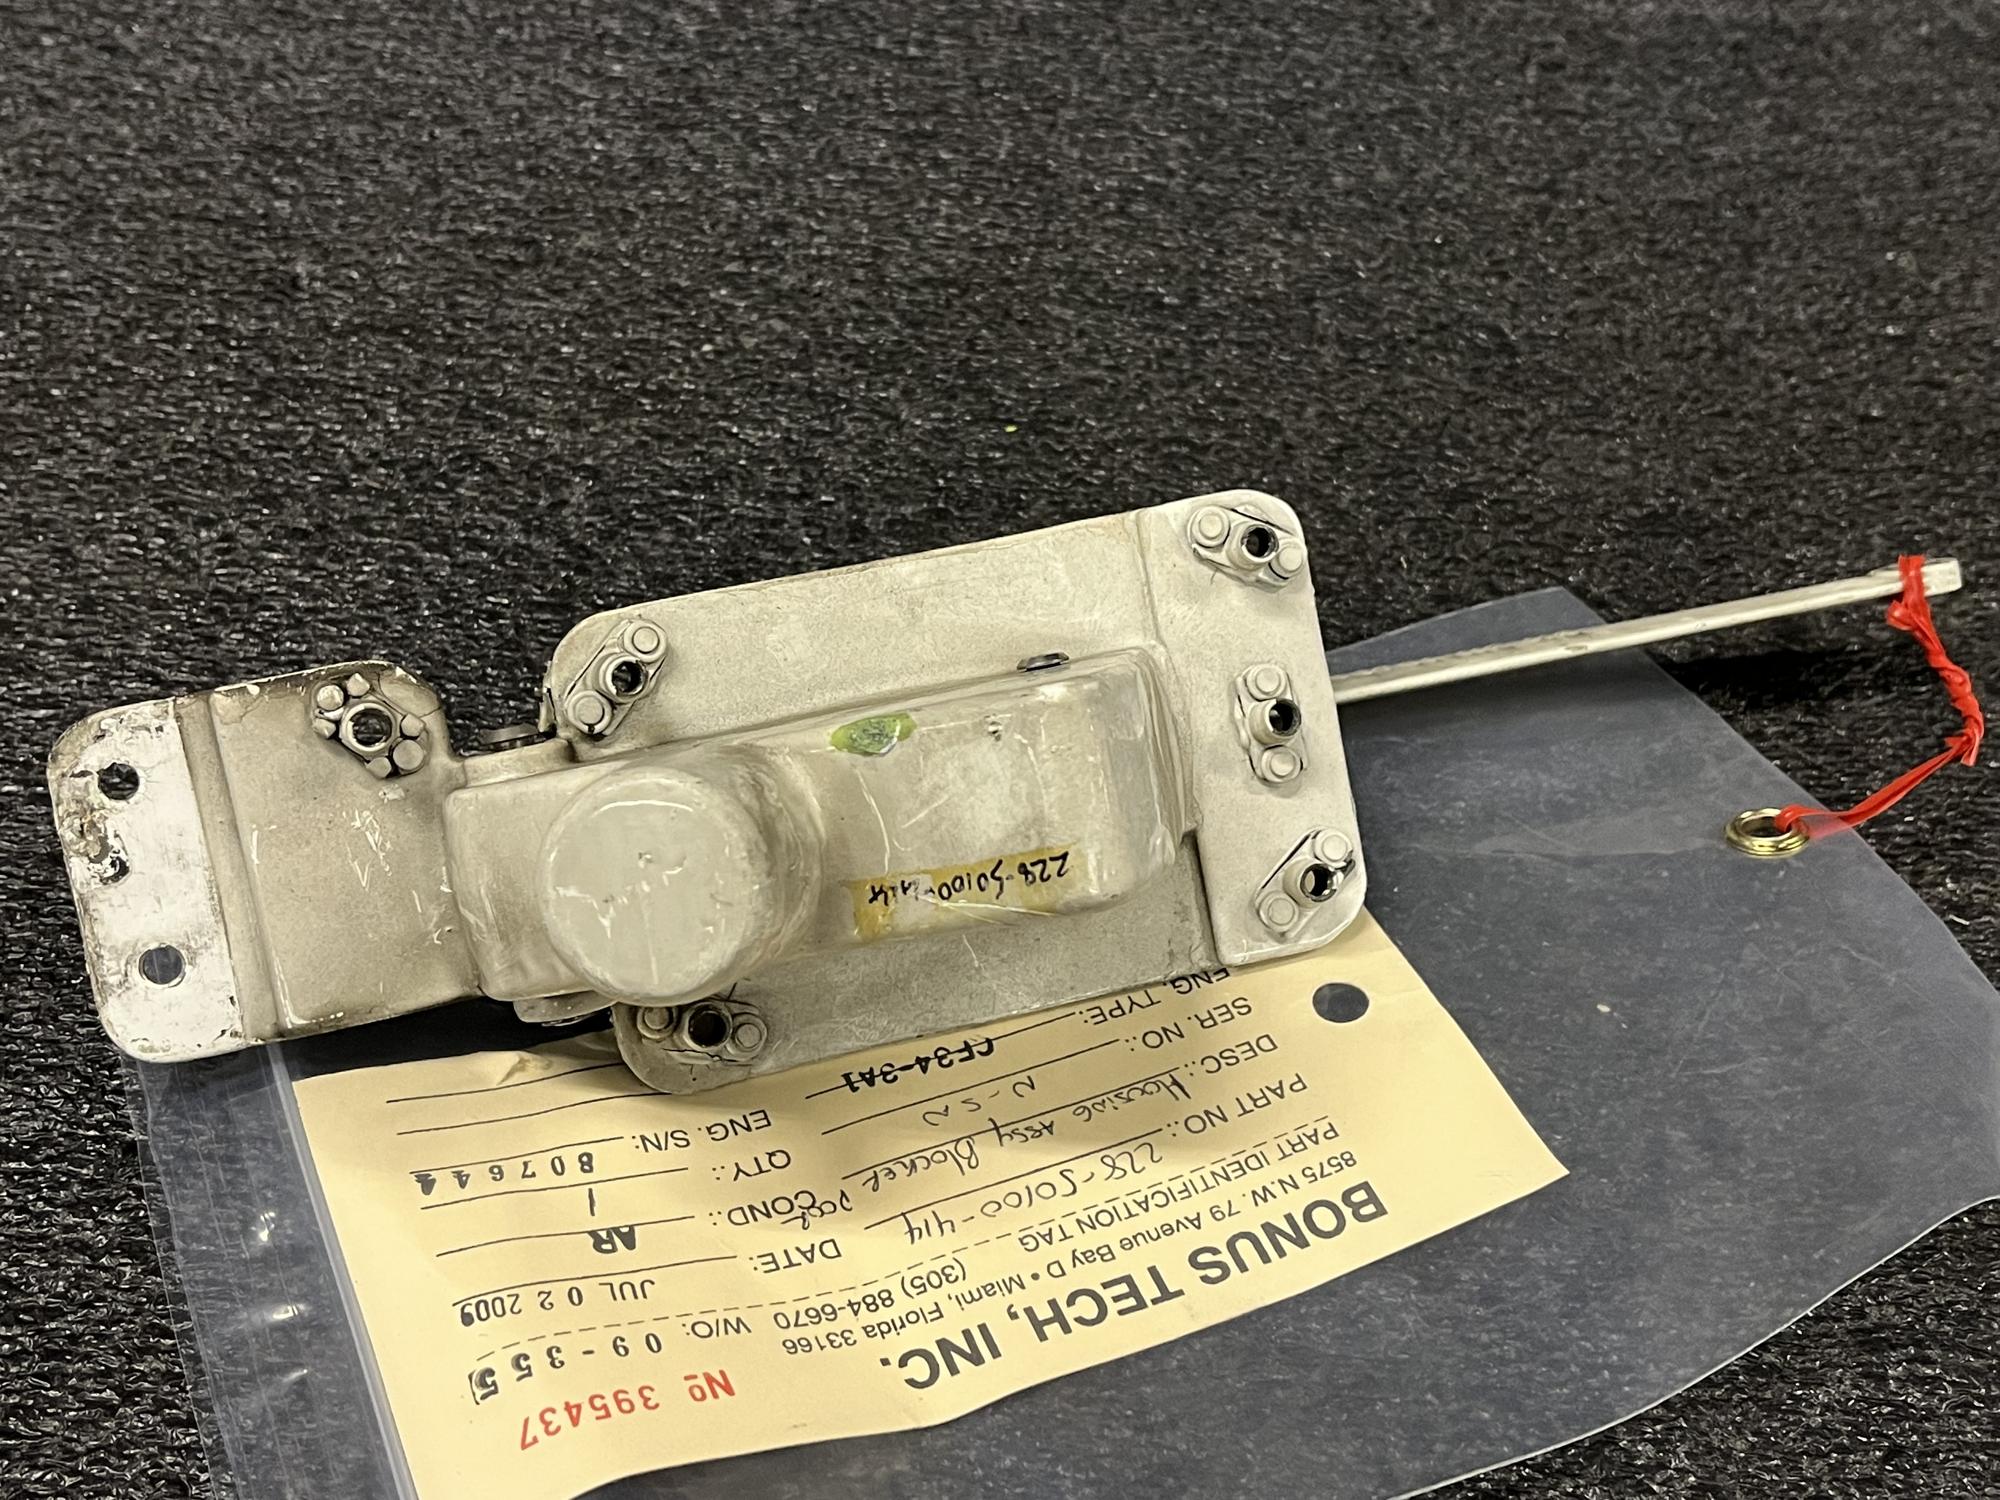 228-50100-414
BONUS TECH, INC.
8575 N.W. 79 Avenue Bay D • Miami, Florida 33166
(305) 884-6670
Nº 395437
PART IDENTIFICATION TAG
W/O: 09-355
PART NO.: 228-50100-414
DATE: JUL 02 2009
DESC.: Housing Assy Blocker Door
COND.: AR
SER. NO.: N-S N
QTY.: 1
ENG. TYPE: CF34-3A1
ENG. S/N: 807644